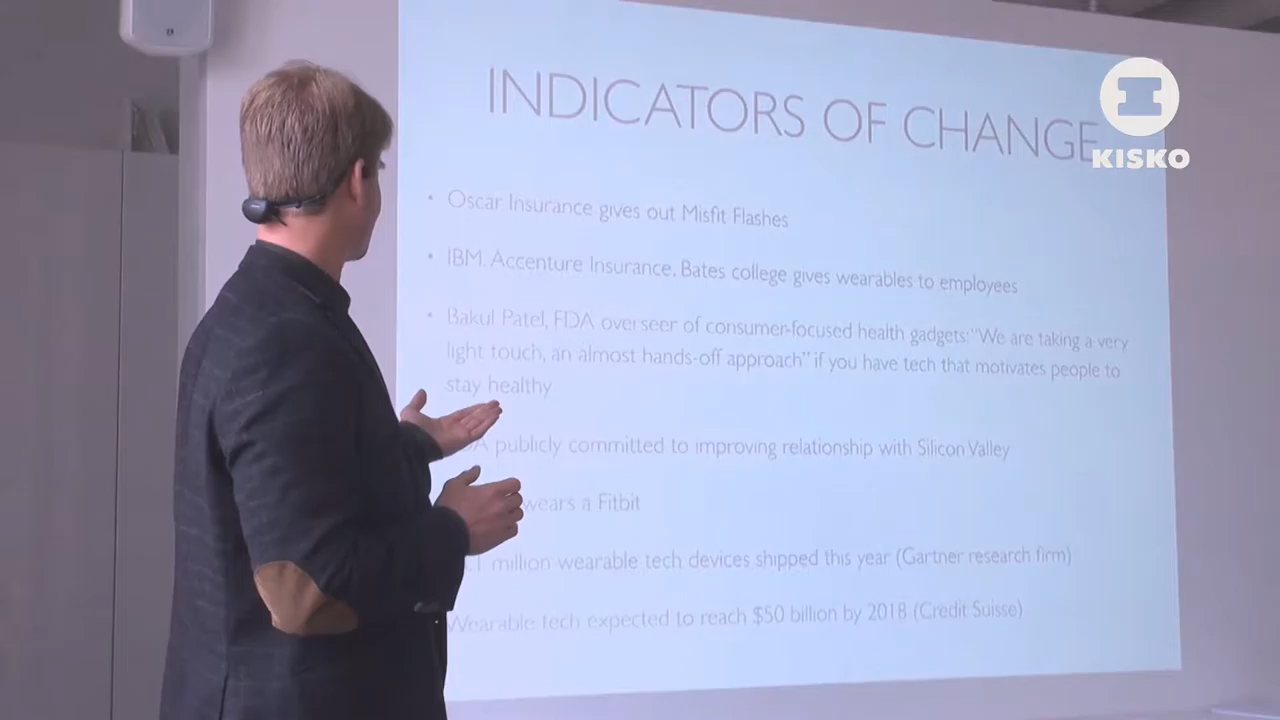 INDICATORS OF CHANGE
KISKO
• Oscar Insurance gives out Misfit Flashes
• IBM, Accenture Insurance, Bates college gives wearables to employees
• Bakul Patel, FDA overseer of consumer-focused health gadgets: "We are taking a very
light touch, an almost hands-off approach" if you have tech that motivates people to
stay healthy
publicly committed to improving relationship with Silicon Valley
wears a Fitbit
million wearable tech devices shipped this year (Gartner research firm)
Wearable tech expected to reach $50 billion by 2018 (Credit Suisse)